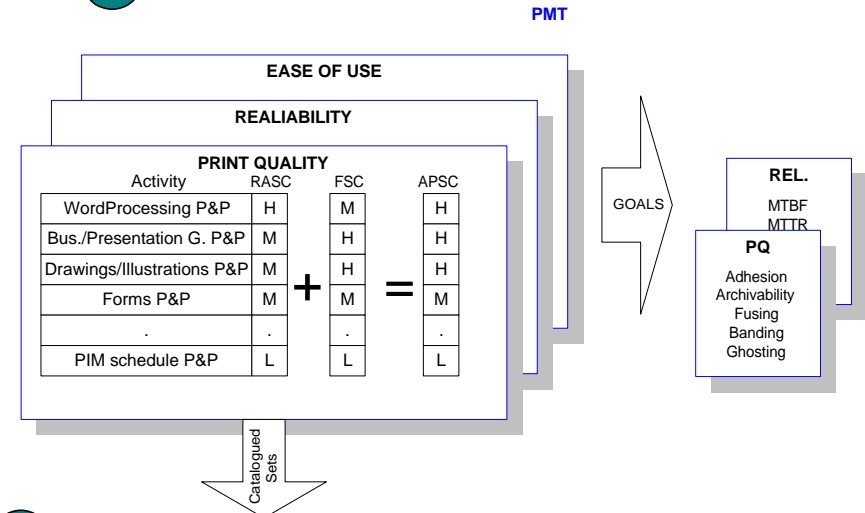 PMT
EASE OF USE
REALIABILITY
PRINT QUALITY
Activity RASC FSC APSC
WordProcessing P&P H M H
Bus./Presentation G. P&P M H H
Drawings/Illustrations P&P M + H = H
Forms P&P M M M
. . . .
PIM schedule P&P L L L
Catalogued
Sets
GOALS
REL.
MTBF
MTTR
PQ
Adhesion
Archivability
Fusing
Banding
Ghosting